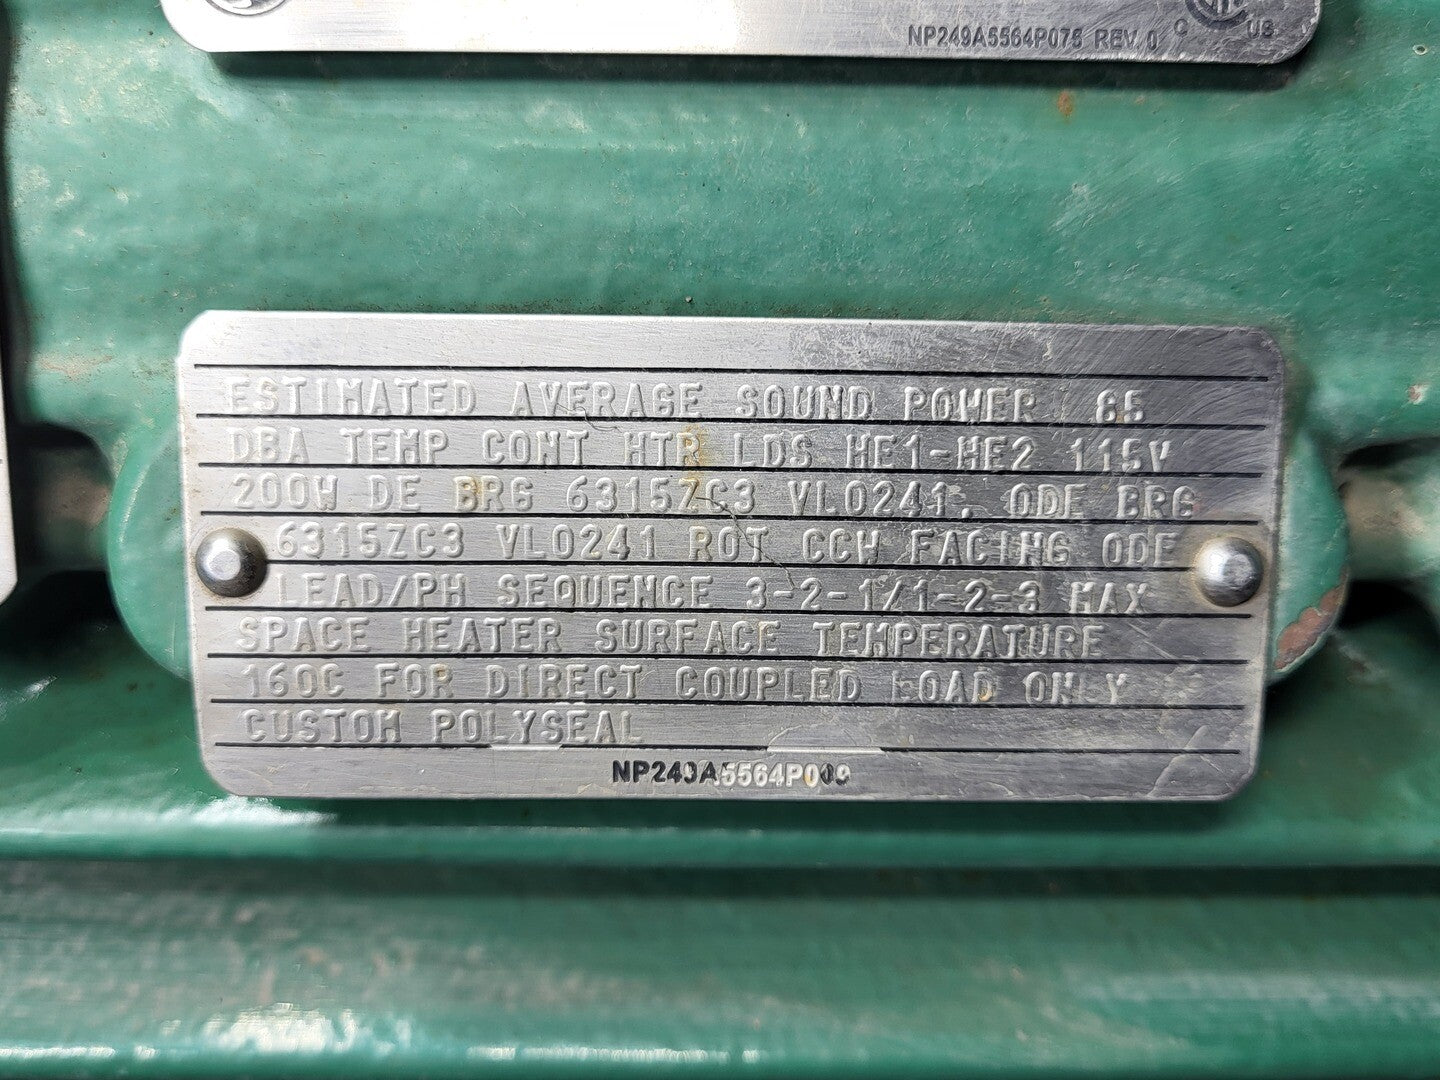 NP249A5564P075 REV 0
C US
ESTIMATED AVERAGE SOUND POWER 65
DBA TEMP CONT HTR LDS HE1-HE2 115V
200W DE BRG 6315ZC3 VL0241, ODE BRG
6315ZC3 VL0241 ROT CCW FACING ODE
LEAD/PH SEQUENCE 3-2-1/1-2-3 MAX
SPACE HEATER SURFACE TEMPERATURE
160C FOR DIRECT COUPLED LOAD ONLY
CUSTOM POLYSEAL
NP249A5564P009